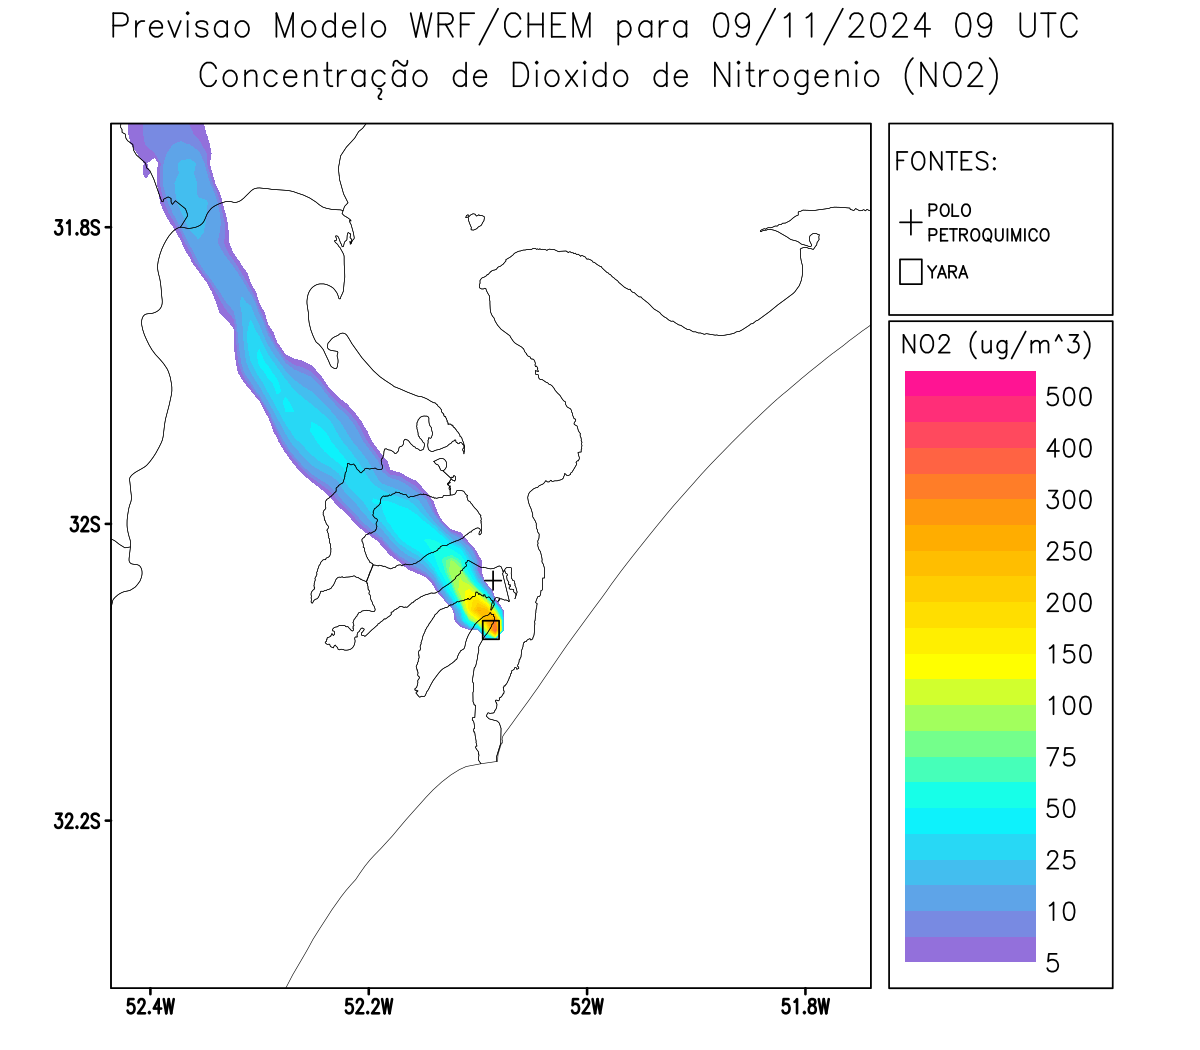 Previsao Modelo WRF/CHEM para 09/11/2024 09 UTC
Concentração de Dioxido de Nitrogenio (NO2)
FONTES:
POLO
PETROQUIMICO
YARA
NO2 (ug/m^3)
500
400
300
250
200
150
100
75
50
25
10
5
31.8S
32S
32.2S
52.4W
52.2W
52W
51.8W